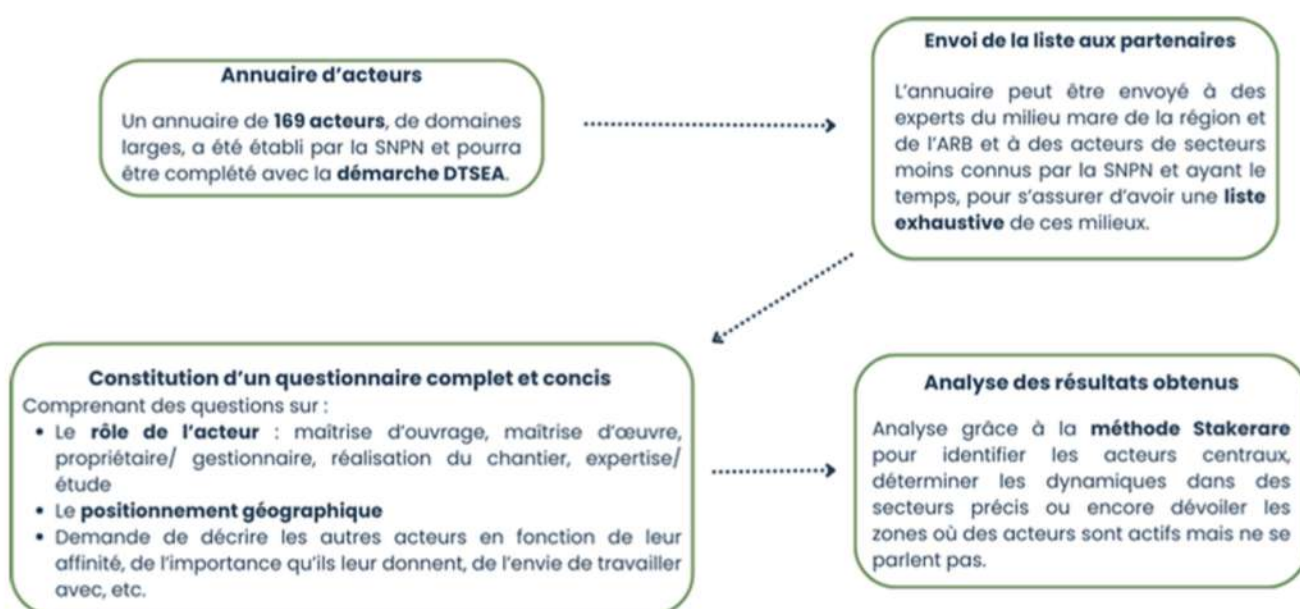 Annuaire d'acteurs
Un annuaire de 169 acteurs, de domaines
larges, a été établi par la SNPN et pourra
être complété avec la démarche DTSEA.
Envoi de la liste aux partenaires
L'annuaire peut être envoyé à des
experts du milieu mare de la région et
de l'ARB et à des acteurs de secteurs
moins connus par la SNPN et ayant le
temps, pour s'assurer d'avoir une liste
exhaustive de ces milieux.
Constitution d'un questionnaire complet et concis
Comprenant des questions sur :
• Le rôle de l'acteur : maîtrise d'ouvrage, maîtrise d'œuvre,
propriétaire/ gestionnaire, réalisation du chantier, expertise/
étude
• Le positionnement géographique
• Demande de décrire les autres acteurs en fonction de leur
affinité, de l'importance qu'ils leur donnent, de l'envie de travailler
avec, etc.
Analyse des résultats obtenus
Analyse grâce à la méthode Stakerare
pour identifier les acteurs centraux,
déterminer les dynamiques dans des
secteurs précis ou encore dévoiler les
zones où des acteurs sont actifs mais ne se
parlent pas.